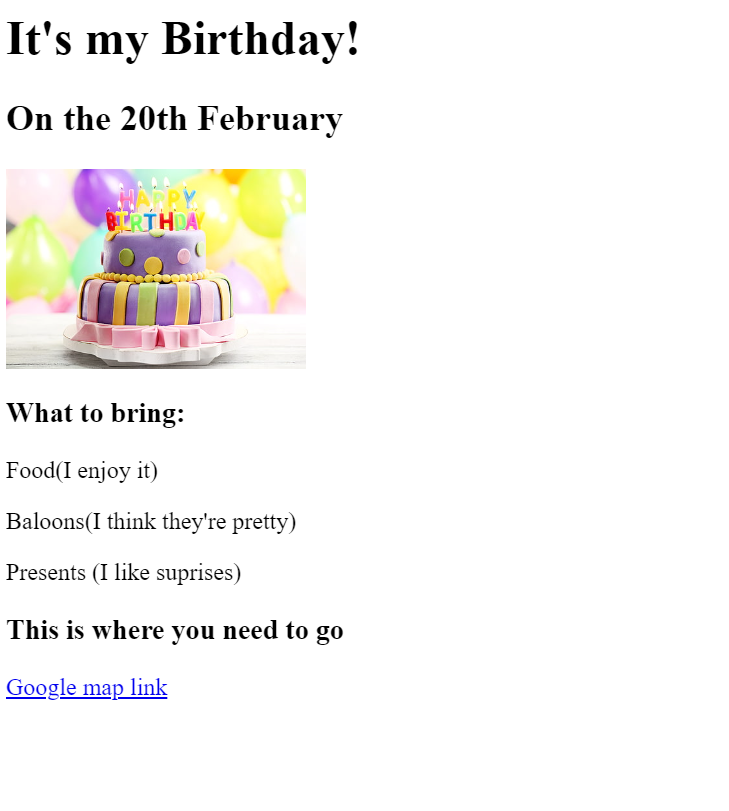 It's my Birthday!
On the 20th February
HAPPY
BIRTHDAY
What to bring:
Food(I enjoy it)
Baloons(I think they're pretty)
Presents (I like suprises)
This is where you need to go
Google map link